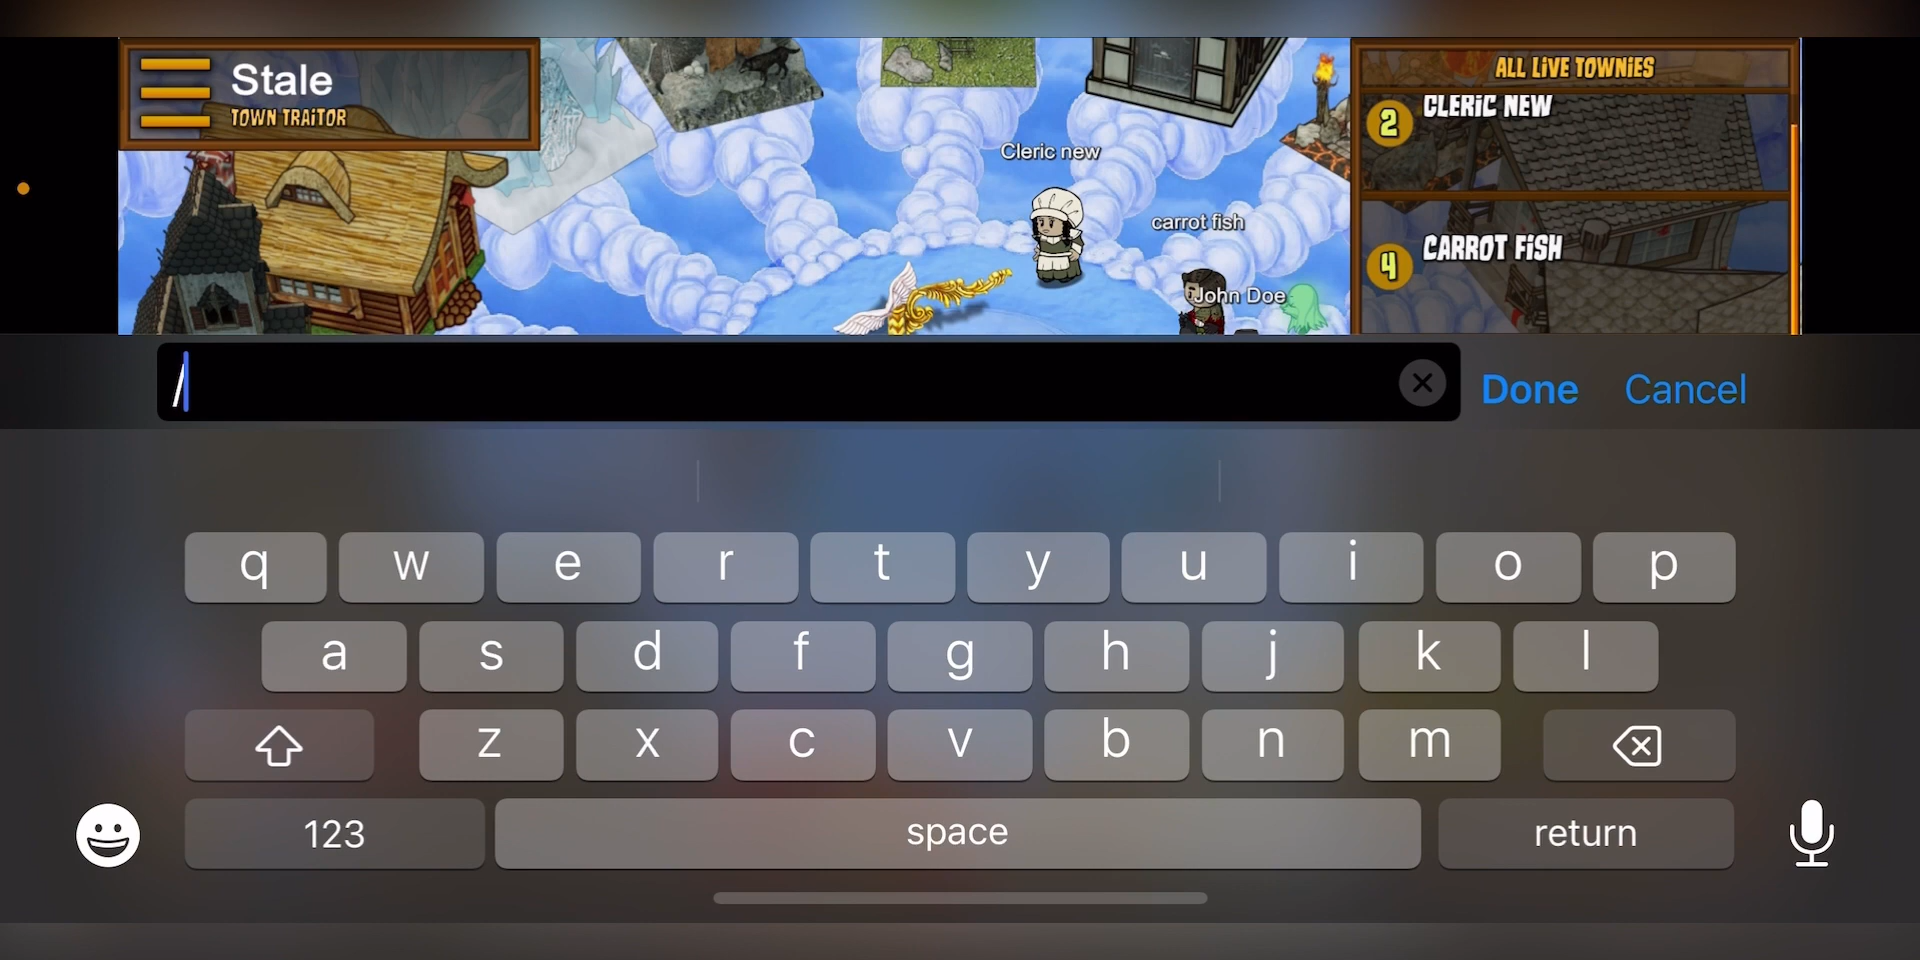 Stale
TOWN TRAITOR
ALL LIVE TOWNIES
2 CLERIC NEW
4 CARROT FISH
Cleric new
carrot fish
John Doe
/
Done Cancel
q w e r t y u i o p
a s d f g h j k l
z x c v b n m
123 space return